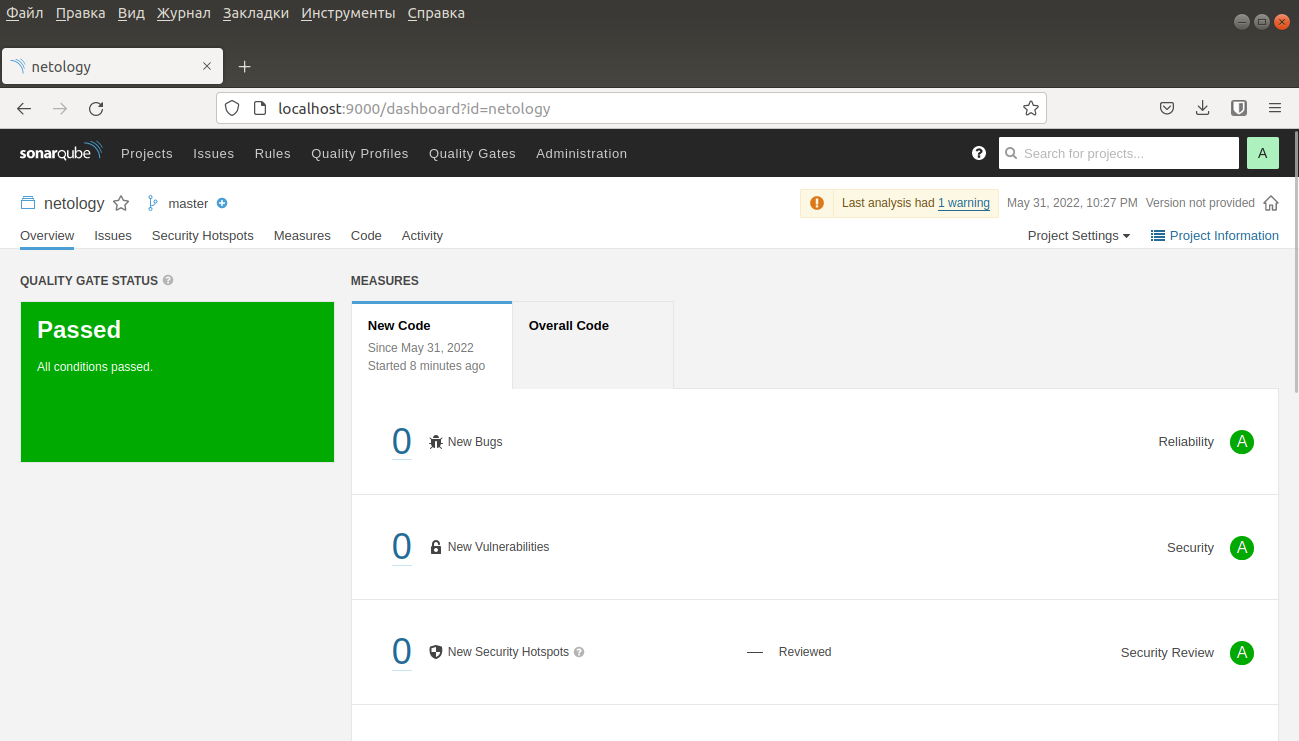 Файл Правка Вид Журнал Закладки Инструменты Справка
netology
localhost:9000/dashboard?id=netology
sonarqube Projects Issues Rules Quality Profiles Quality Gates Administration ? Search for projects... A
netology master Last analysis had 1 warning May 31, 2022, 10:27 PM Version not provided
Overview Issues Security Hotspots Measures Code Activity Project Settings Project Information
QUALITY GATE STATUS ?
Passed
All conditions passed.
MEASURES
New Code
Since May 31, 2022
Started 8 minutes ago
Overall Code
0 New Bugs Reliability A
0 New Vulnerabilities Security A
0 New Security Hotspots ? — Reviewed Security Review A